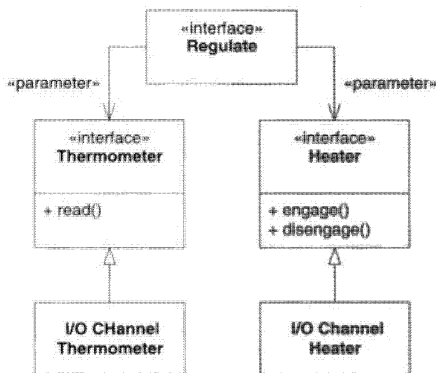 «interface»
Regulate
«parameter»
«parameter»
«interface»
Thermometer
+ read()
«interface»
Heater
+ engage()
+ disengage()
I/O CHannel
Thermometer
I/O Channel
Heater